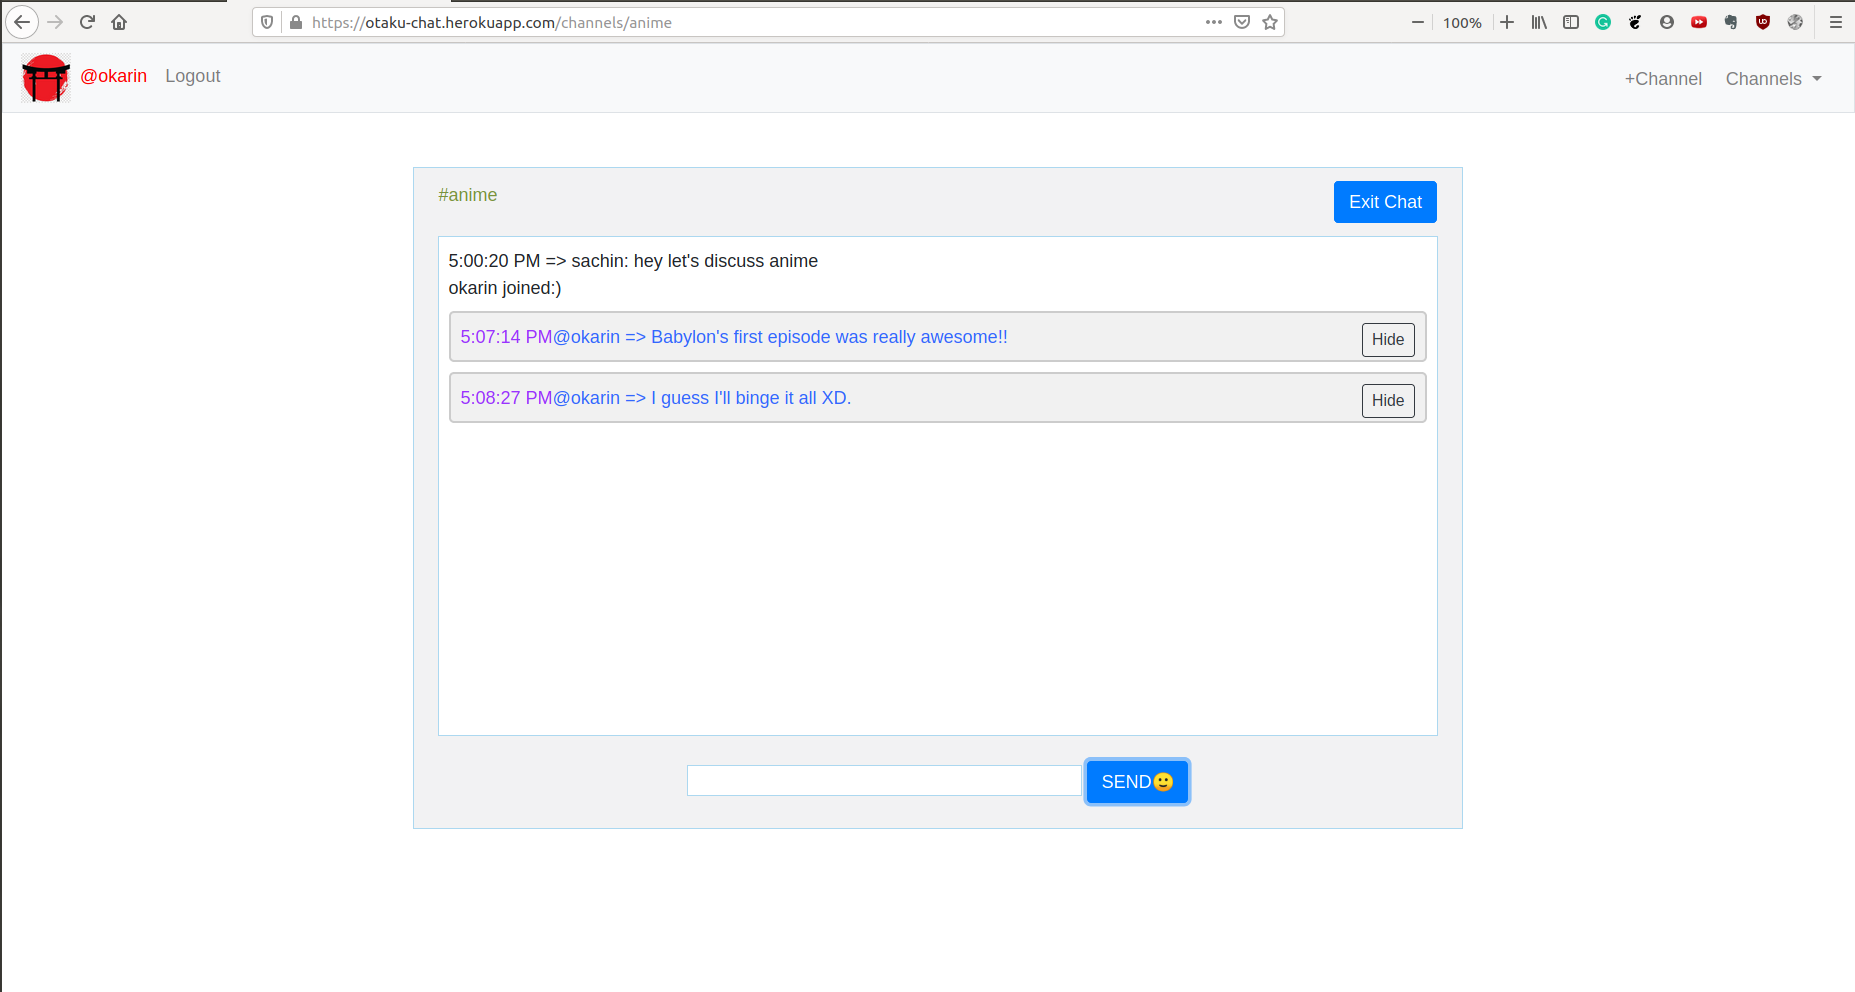 https://otaku-chat.herokuapp.com/channels/anime
100%
@okarin Logout
+Channel Channels
#anime
Exit Chat
5:00:20 PM => sachin: hey let's discuss anime
okarin joined:)
5:07:14 PM@okarin => Babylon's first episode was really awesome!!
Hide
5:08:27 PM@okarin => I guess I'll binge it all XD.
Hide
SEND🙂